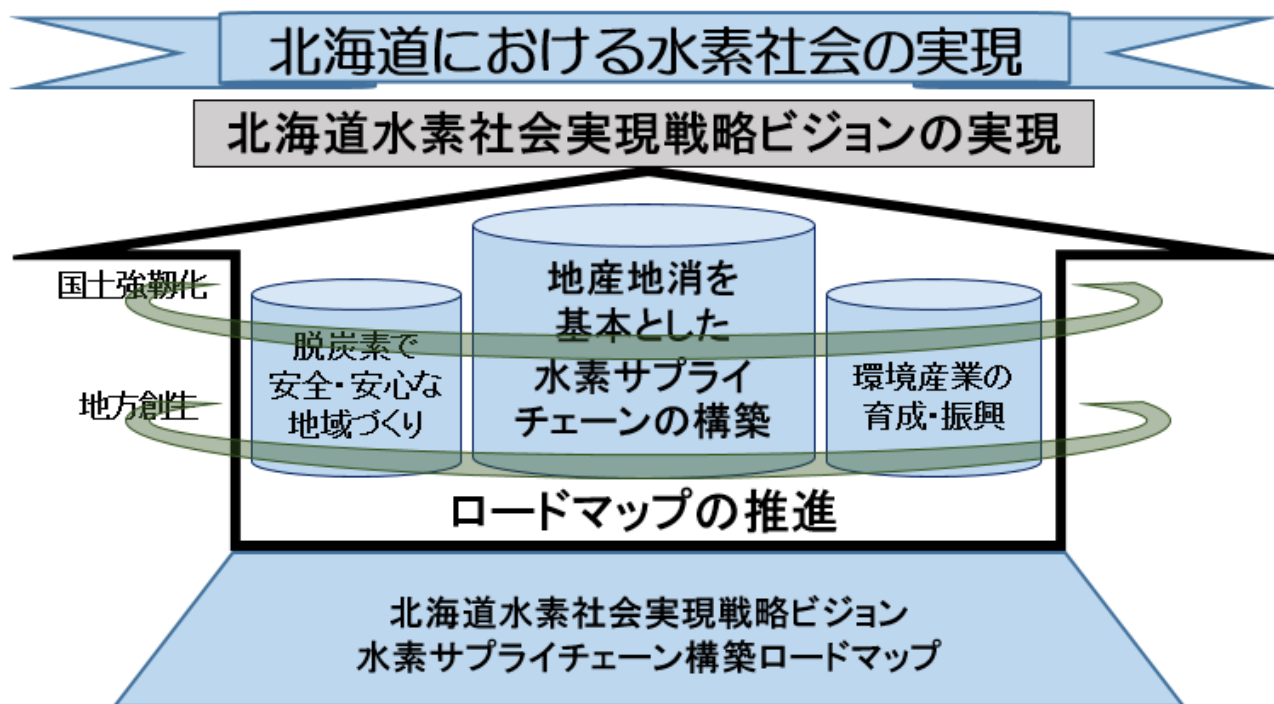 北海道における水素社会の実現
北海道水素社会実現戦略ビジョンの実現
国土強靭化
地方創生
脱炭素で
安全・安心な
地域づくり
地産地消を
基本とした
水素サプライ
チェーンの構築
環境産業の
育成・振興
ロードマップの推進
北海道水素社会実現戦略ビジョン
水素サプライチェーン構築ロードマップ